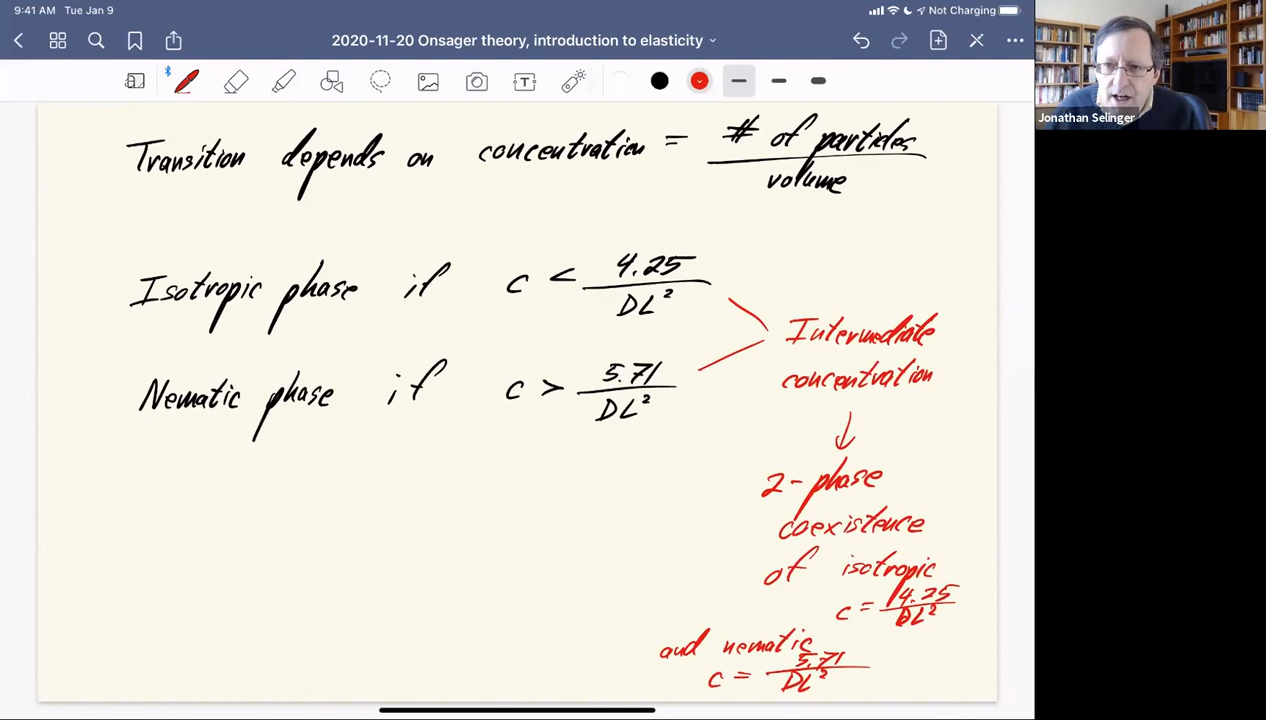 9:41 AM Tue Jan 9
Not Charging
2020-11-20 Onsager theory, introduction to elasticity
T
Jonathan Selinger
Transition depends on concentration = # of particles / volume
Isotropic phase if c < 4.25 / DL²
Nematic phase if c > 5.71 / DL²
Intermediate
concentration
↓
2-phase
coexistence
of isotropic
c = 4.25 / DL²
and nematic
c = 5.71 / DL²